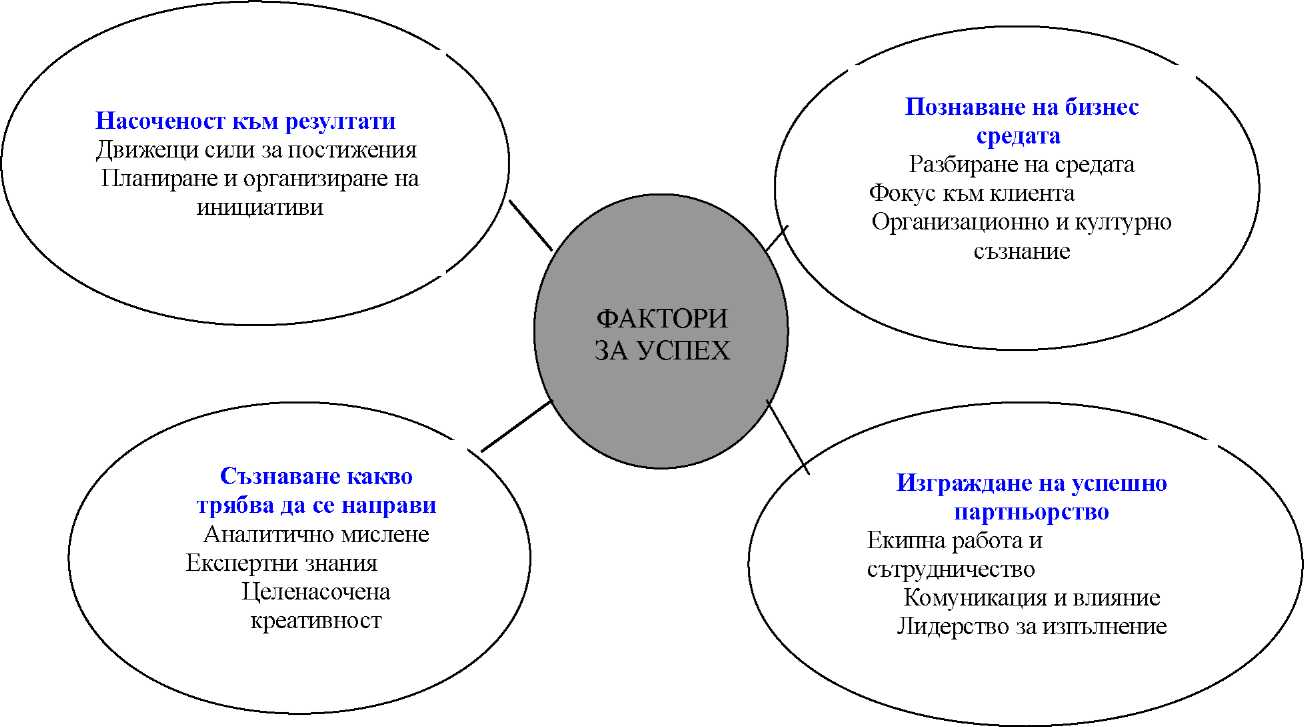 Насоченост към резултати
Движещи сили за постижения
Планиране и организиране на
инициативи
Познаване на бизнес
средата
Разбиране на средата
Фокус към клиента
Организационно и културно
съзнание
ФАКТОРИ
ЗА УСПЕХ
Съзнаване какво
трябва да се направи
Аналитично мислене
Експертни знания
Целенасочена
креативност
Изграждане на успешно
партньорство
Екипна работа и
сътрудничество
Комуникация и влияние
Лидерство за изпълнение